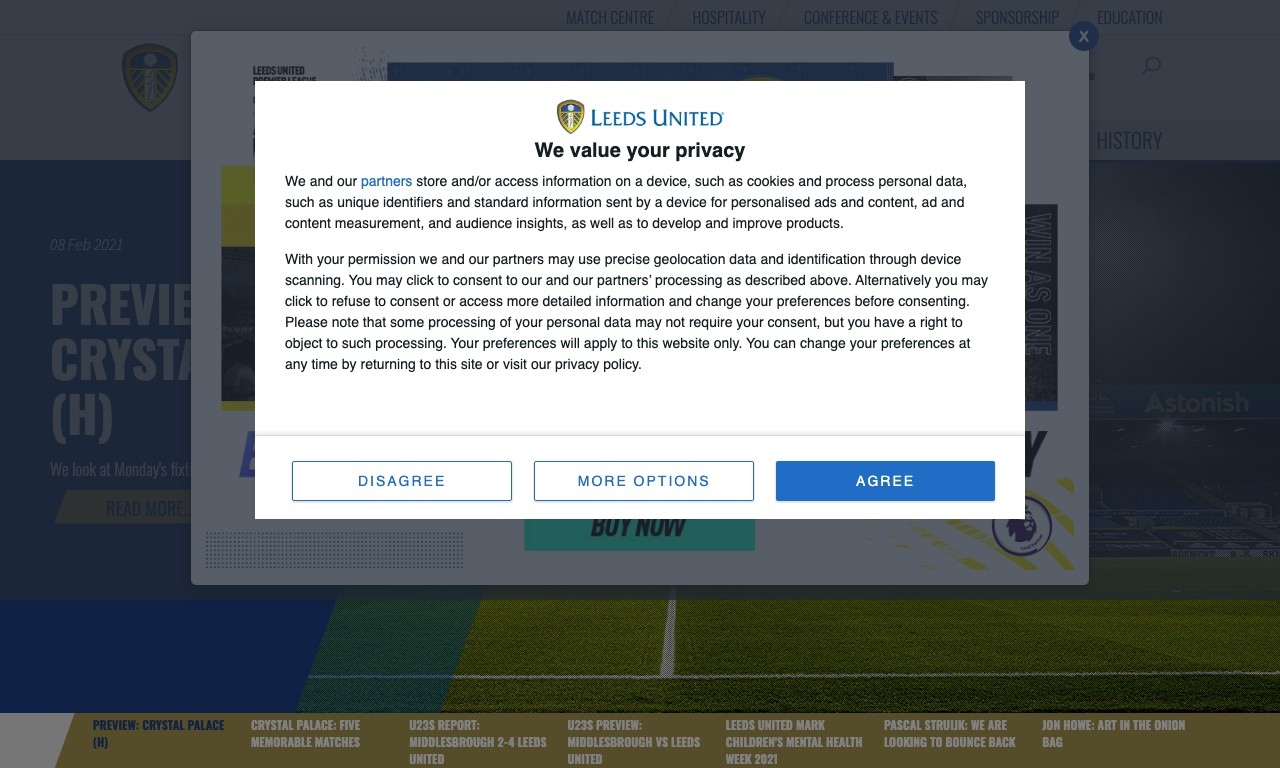 MATCH CENTRE HOSPITALITY CONFERENCE & EVENTS SPONSORSHIP EDUCATION
X
LEEDS UNITED
PREMIER LEAGUE
HISTORY
LEEDS UNITED
We value your privacy
We and our partners store and/or access information on a device, such as cookies and process personal data,
such as unique identifiers and standard information sent by a device for personalised ads and content, ad and
content measurement, and audience insights, as well as to develop and improve products.
With your permission we and our partners may use precise geolocation data and identification through device
scanning. You may click to consent to our and our partners’ processing as described above. Alternatively you may
click to refuse to consent or access more detailed information and change your preferences before consenting.
Please note that some processing of your personal data may not require your consent, but you have a right to
object to such processing. Your preferences will apply to this website only. You can change your preferences at
any time by returning to this site or visit our privacy policy.
DISAGREE MORE OPTIONS AGREE
08 Feb 2021
PREVIE
CRYSTA
(H)
We look at Monday's fixt
READ MORE..
WIN AS ONE
Astonish
BUY NOW
PREVIEW: CRYSTAL PALACE
(H)
CRYSTAL PALACE: FIVE
MEMORABLE MATCHES
U23S REPORT:
MIDDLESBROUGH 2-4 LEEDS
UNITED
U23S PREVIEW:
MIDDLESBROUGH VS LEEDS
UNITED
LEEDS UNITED MARK
CHILDREN'S MENTAL HEALTH
WEEK 2021
PASCAL STRUIJK: WE ARE
LOOKING TO BOUNCE BACK
JON HOWE: ART IN THE ONION
BAG